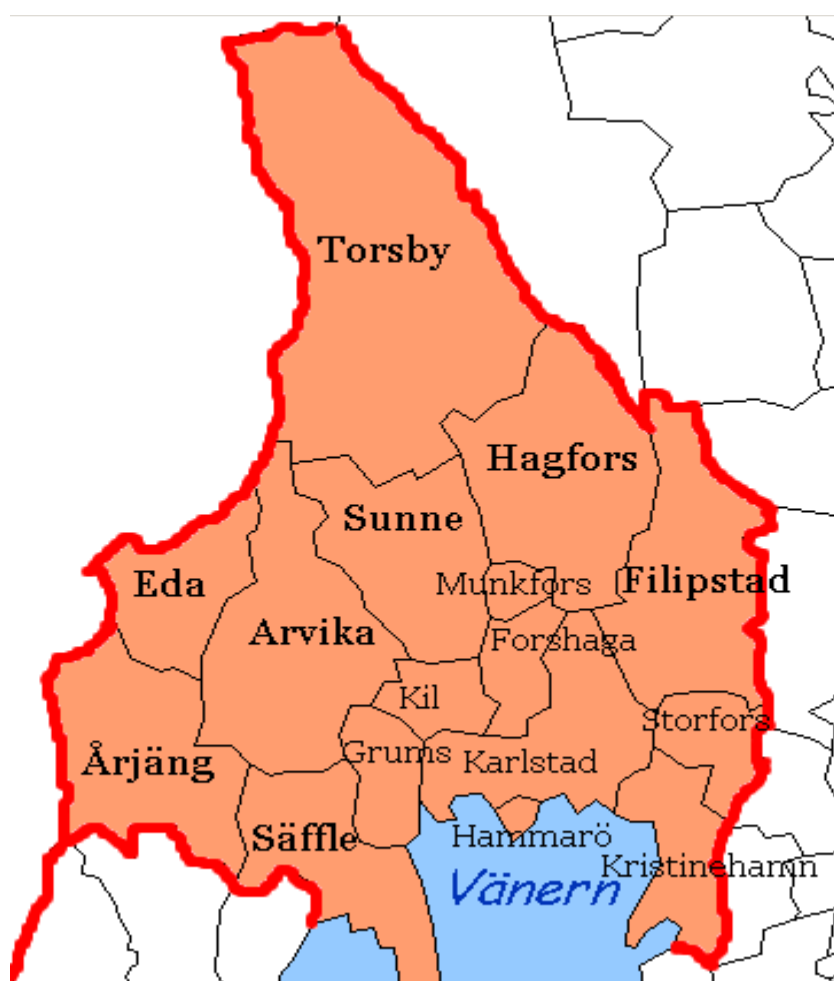 Torsby
Hagfors
Sunne
Eda
Munkfors
Filipstad
Arvika
Forshaga
Kil
Storfors
Grums
Årjäng
Karlstad
Säffle
Hammarö
Kristinehamn
Vänern